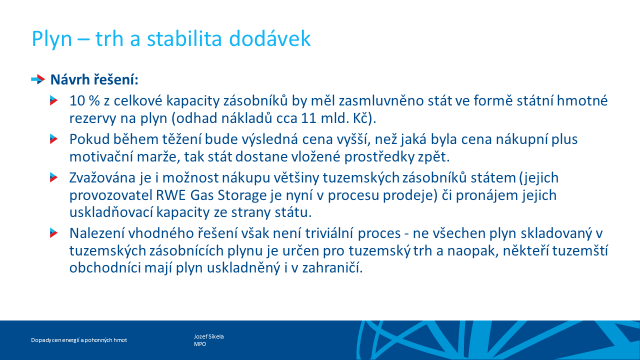 Plyn – trh a stabilita dodávek
Návrh řešení:
10 % z celkové kapacity zásobníků by měl zasmluvněno stát ve formě státní hmotné
rezervy na plyn (odhad nákladů cca 11 mld. Kč).
Pokud během těžení bude výsledná cena vyšší, než jaká byla cena nákupní plus
motivační marže, tak stát dostane vložené prostředky zpět.
Zvažována je i možnost nákupu většiny tuzemských zásobníků státem (jejich
provozovatel RWE Gas Storage je nyní v procesu prodeje) či pronájem jejich
uskladňovací kapacity ze strany státu.
Nalezení vhodného řešení však není triviální proces - ne všechen plyn skladovaný v
tuzemských zásobnících plynu je určen pro tuzemský trh a naopak, někteří tuzemští
obchodníci mají plyn uskladněný i v zahraničí.
Dopady cen energií a pohonných hmot
Jozef Síkela
MPO